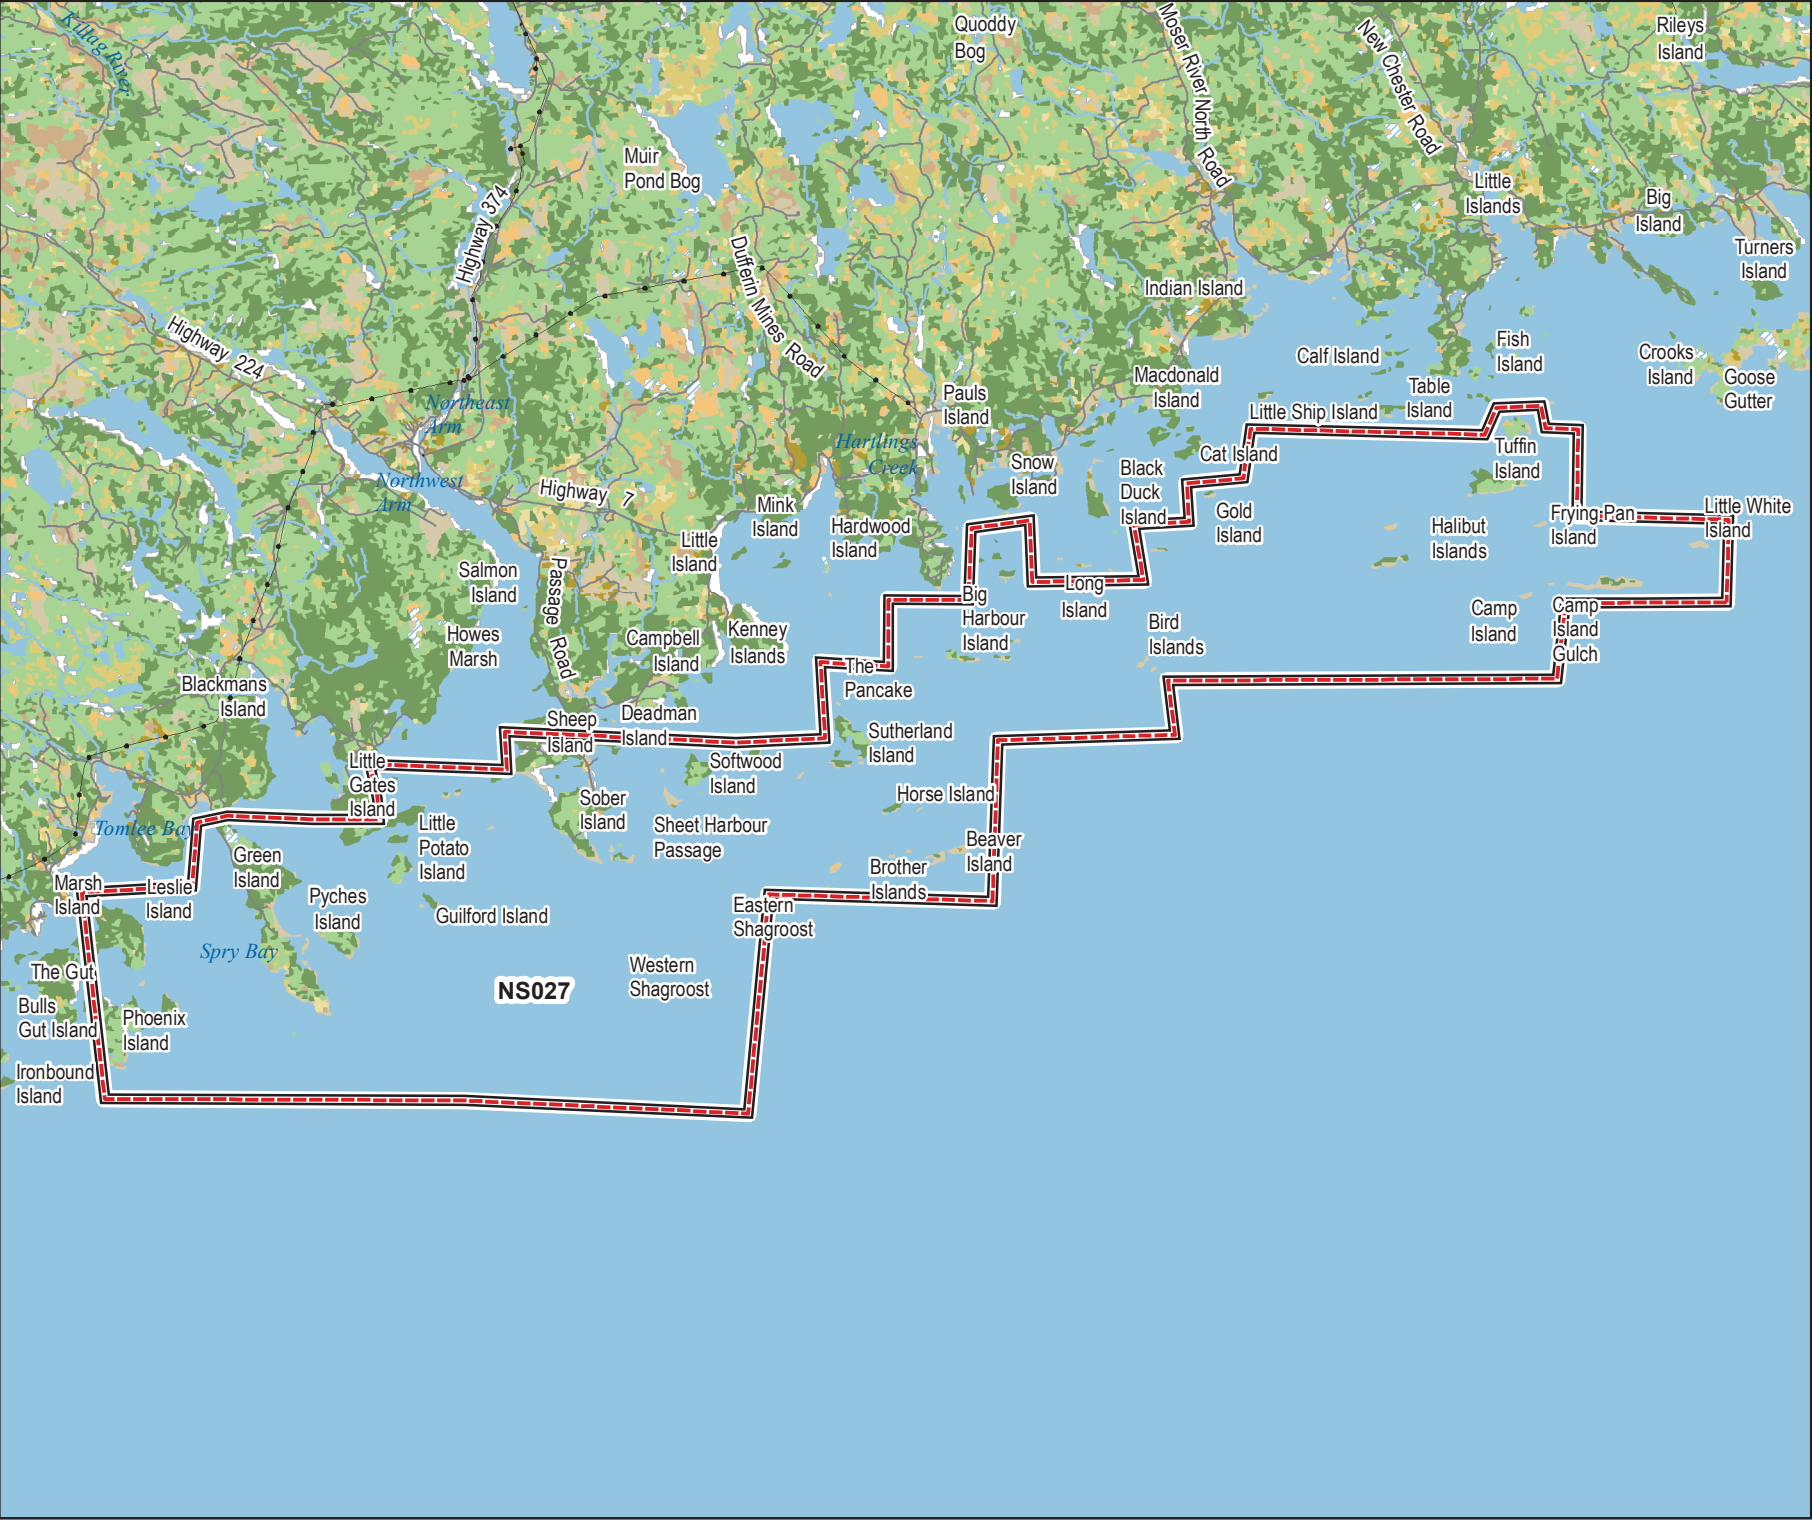 Killag River
Quoddy
Bog
Moser River North Road
New Chester Road
Rileys
Island
Muir
Pond Bog
Highway 374
Little
Islands
Big
Island
Turners
Island
Dufferin Mines Road
Indian Island
Highway 224
Calf Island
Fish
Island
Crooks
Island
Goose
Gutter
Macdonald
Island
Table
Island
Pauls
Island
Northeast
Arm
Little Ship Island
Hartlings
Creek
Cat Island
Tuffin
Island
Snow
Island
Black
Duck
Island
Northwest
Arm
Highway 7
Mink
Island
Hardwood
Island
Gold
Island
Halibut
Islands
Frying Pan
Island
Little White
Island
Little
Island
Salmon
Island
Passage Road
Long
Island
Big
Harbour
Island
Camp
Island
Camp
Island
Gulch
Bird
Islands
Howes
Marsh
Campbell
Island
Kenney
Islands
The
Pancake
Blackmans
Island
Sheep
Island
Deadman
Island
Sutherland
Island
Little
Gates
Island
Softwood
Island
Horse Island
Sober
Island
Tomlee Bay
Little
Potato
Island
Sheet Harbour
Passage
Beaver
Island
Green
Island
Brother
Islands
Marsh
Island
Leslie
Island
Pyches
Island
Guilford Island
Eastern
Shagroost
Spry Bay
The Gut
Western
Shagroost
NS027
Bulls
Gut Island
Phoenix
Island
Ironbound
Island